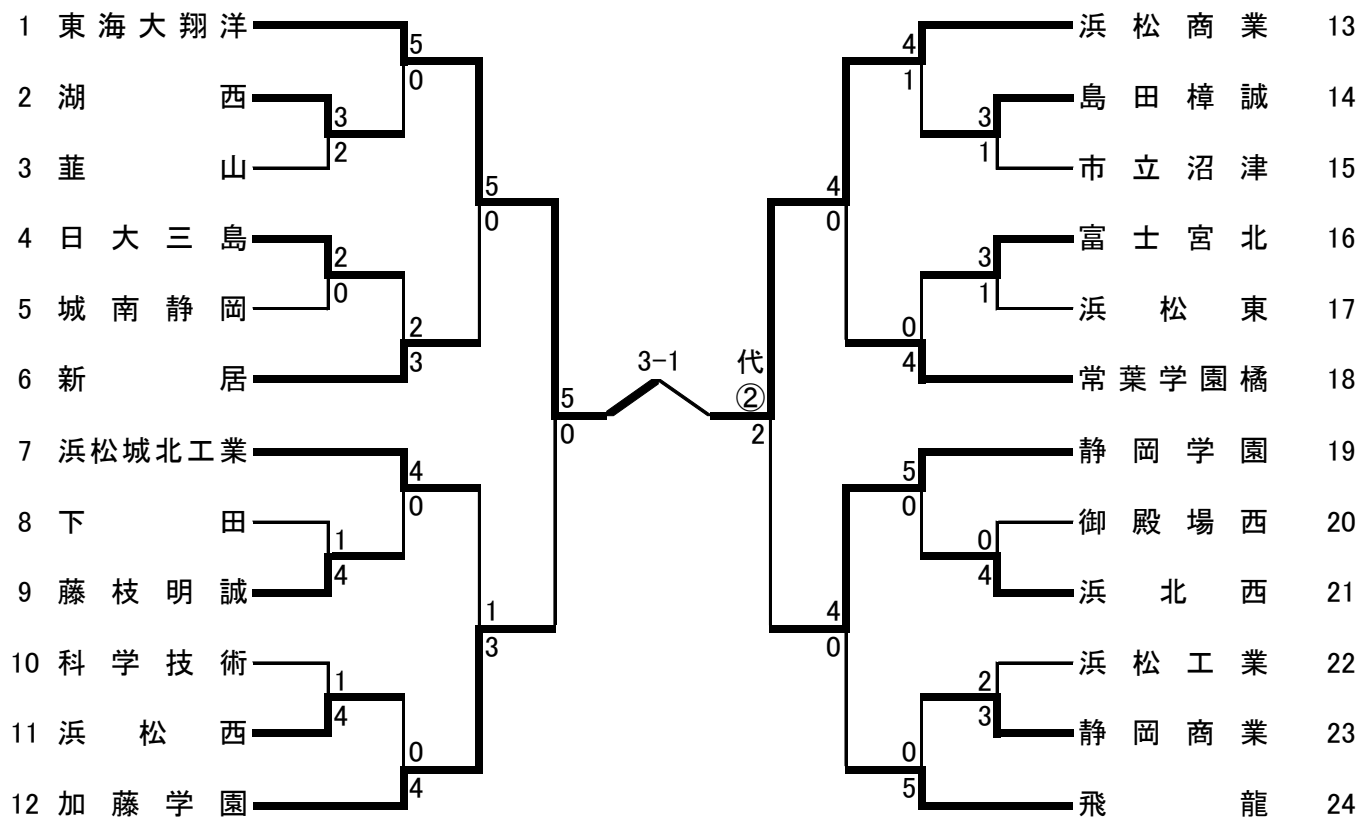 1 東海大翔洋
5
0
2 湖西
3
2
3 韮山
5
0
4 日大三島
2
0
5 城南静岡
2
3
6 新居
5
0
7 浜松城北工業
4
0
8 下田
1
4
9 藤枝明誠
1
3
10 科学技術
1
4
11 浜松西
0
4
12 加藤学園
3-1
代
②
2
浜松商業 13
4
1
島田樟誠 14
3
1
市立沼津 15
4
0
富士宮北 16
3
1
浜松東 17
0
4
常葉学園橘 18
静岡学園 19
5
0
御殿場西 20
0
4
浜北西 21
4
0
浜松工業 22
2
3
静岡商業 23
0
5
飛龍 24